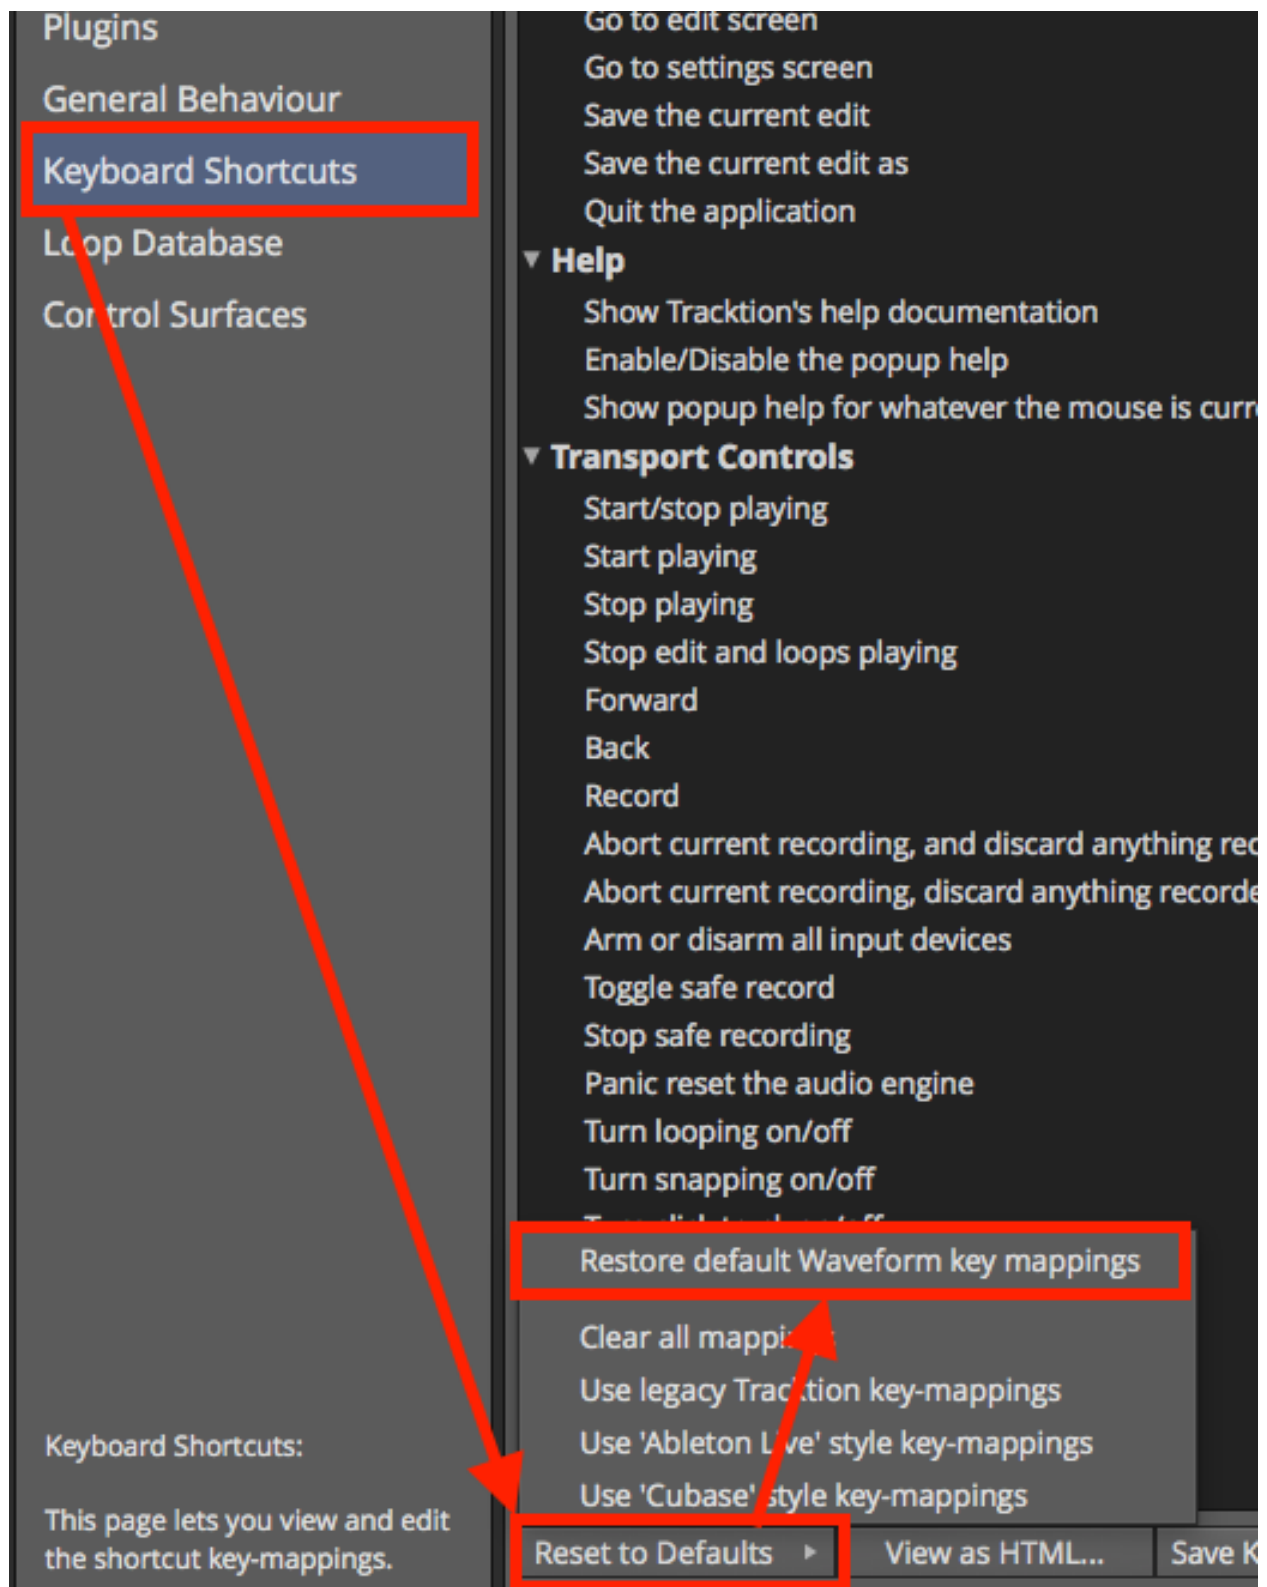 Plugins
General Behaviour
Keyboard Shortcuts
Loop Database
Control Surfaces
Keyboard Shortcuts:
This page lets you view and edit
the shortcut key-mappings.
Go to edit screen
Go to settings screen
Save the current edit
Save the current edit as
Quit the application
Help
Show Tracktion's help documentation
Enable/Disable the popup help
Show popup help for whatever the mouse is curr
Transport Controls
Start/stop playing
Start playing
Stop playing
Stop edit and loops playing
Forward
Back
Record
Abort current recording, and discard anything rec
Abort current recording, discard anything recorde
Arm or disarm all input devices
Toggle safe record
Stop safe recording
Panic reset the audio engine
Turn looping on/off
Turn snapping on/off
Restore default Waveform key mappings
Clear all mappings
Use legacy Tracktion key-mappings
Use 'Ableton Live' style key-mappings
Use 'Cubase' style key-mappings
Reset to Defaults
View as HTML...
Save K